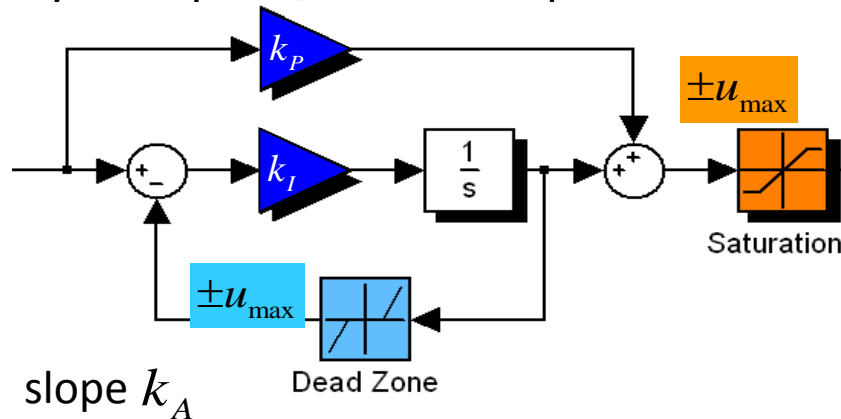 k_P
±u_max
+
-
k_I
1
s
+
+
Saturation
±u_max
Dead Zone
slope k_A